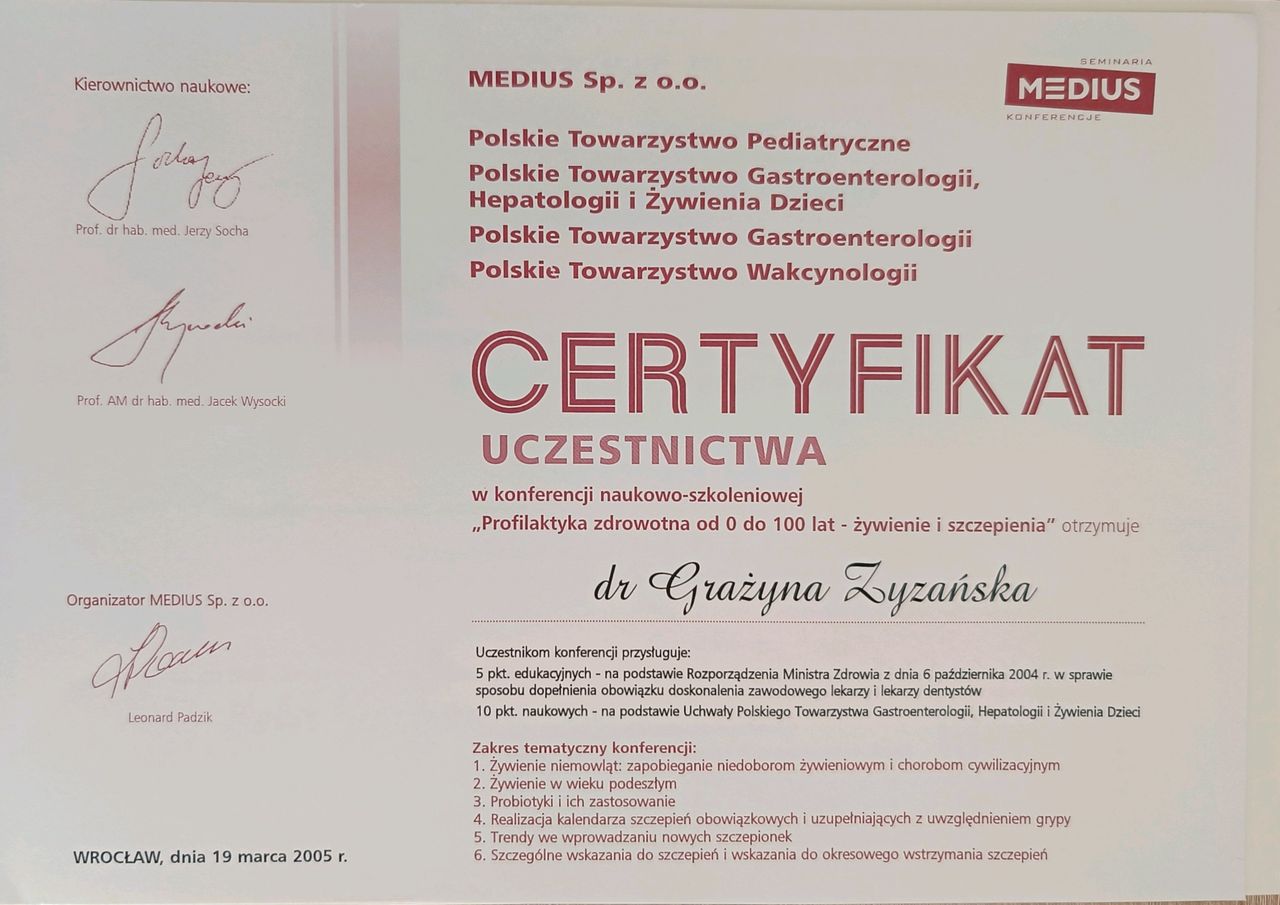 Kierownictwo naukowe:
Prof. dr hab. med. Jerzy Socha
Prof. AM dr hab. med. Jacek Wysocki
Organizator MEDIUS Sp. z o.o.
Leonard Padzik
WROCŁAW, dnia 19 marca 2005 r.
SEMINARIA
MEDIUS
KONFERENCJE
MEDIUS Sp. z o.o.
Polskie Towarzystwo Pediatryczne
Polskie Towarzystwo Gastroenterologii,
Hepatologii i Żywienia Dzieci
Polskie Towarzystwo Gastroenterologii
Polskie Towarzystwo Wakcynologii
CERTYFIKAT
UCZESTNICTWA
w konferencji naukowo-szkoleniowej
„Profilaktyka zdrowotna od 0 do 100 lat - żywienie i szczepienia” otrzymuje
dr Grażyna Zyzańska
Uczestnikom konferencji przysługuje:
5 pkt. edukacyjnych - na podstawie Rozporządzenia Ministra Zdrowia z dnia 6 października 2004 r. w sprawie
sposobu dopełnienia obowiązku doskonalenia zawodowego lekarzy i lekarzy dentystów
10 pkt. naukowych - na podstawie Uchwały Polskiego Towarzystwa Gastroenterologii, Hepatologii i Żywienia Dzieci
Zakres tematyczny konferencji:
1. Żywienie niemowląt: zapobieganie niedoborom żywieniowym i chorobom cywilizacyjnym
2. Żywienie w wieku podeszłym
3. Probiotyki i ich zastosowanie
4. Realizacja kalendarza szczepień obowiązkowych i uzupełniających z uwzględnieniem grypy
5. Trendy we wprowadzaniu nowych szczepionek
6. Szczególne wskazania do szczepień i wskazania do okresowego wstrzymania szczepień